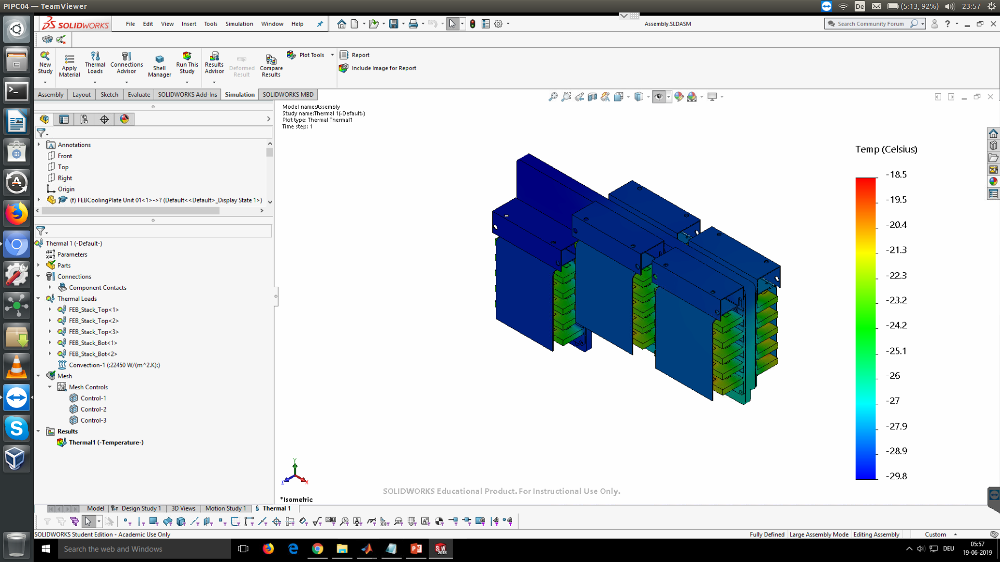 PIPC04 — TeamViewer
De
(5:13, 92%)
23:57
SOLIDWORKS
File Edit View Insert Tools Simulation Window Help
Assembly.SLDASM
Search Community Forum
?
New Study
Apply Material
Thermal Loads
Connections Advisor
Shell Manager
Run This Study
Results Advisor
Deformed Result
Compare Results
Plot Tools
Report
Include Image for Report
Assembly Layout Sketch Evaluate SOLIDWORKS Add-Ins Simulation SOLIDWORKS MBD
Model name:Assembly
Study name:Thermal 1(-Default-)
Plot type: Thermal Thermal1
Time step: 1
Annotations
Front
Top
Right
Origin
(f) FEBCoolingPlate Unit 01<1>->? (Default<<Default>_Display State 1>)
Thermal 1 (-Default-)
Parameters
Parts
Connections
Component Contacts
Thermal Loads
FEB_Stack_Top<1>
FEB_Stack_Top<2>
FEB_Stack_Top<3>
FEB_Stack_Bot<1>
FEB_Stack_Bot<2>
Convection-1 (:22450 W/(m^2.K):)
Mesh
Mesh Controls
Control-1
Control-2
Control-3
Results
Thermal1 (-Temperature-)
Temp (Celsius)
-18.5
-19.5
-20.4
-21.3
-22.3
-23.2
-24.2
-25.1
-26
-27
-27.9
-28.9
-29.8
Y
Z
X
SOLIDWORKS Educational Product. For Instructional Use Only.
*Isometric
Model Design Study 1 3D Views Motion Study 1 Thermal 1
SOLIDWORKS Student Edition - Academic Use Only
Fully Defined Large Assembly Mode Editing Assembly Custom
Search the web and Windows
SW 2018
DEU
05:57
19-06-2019